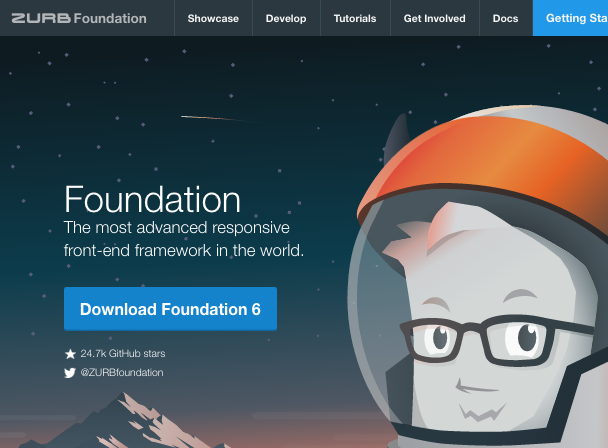 ZURB Foundation
Showcase
Develop
Tutorials
Get Involved
Docs
Getting Sta
Foundation
The most advanced responsive
front-end framework in the world.
Download Foundation 6
24.7k GitHub stars
@ZURBfoundation